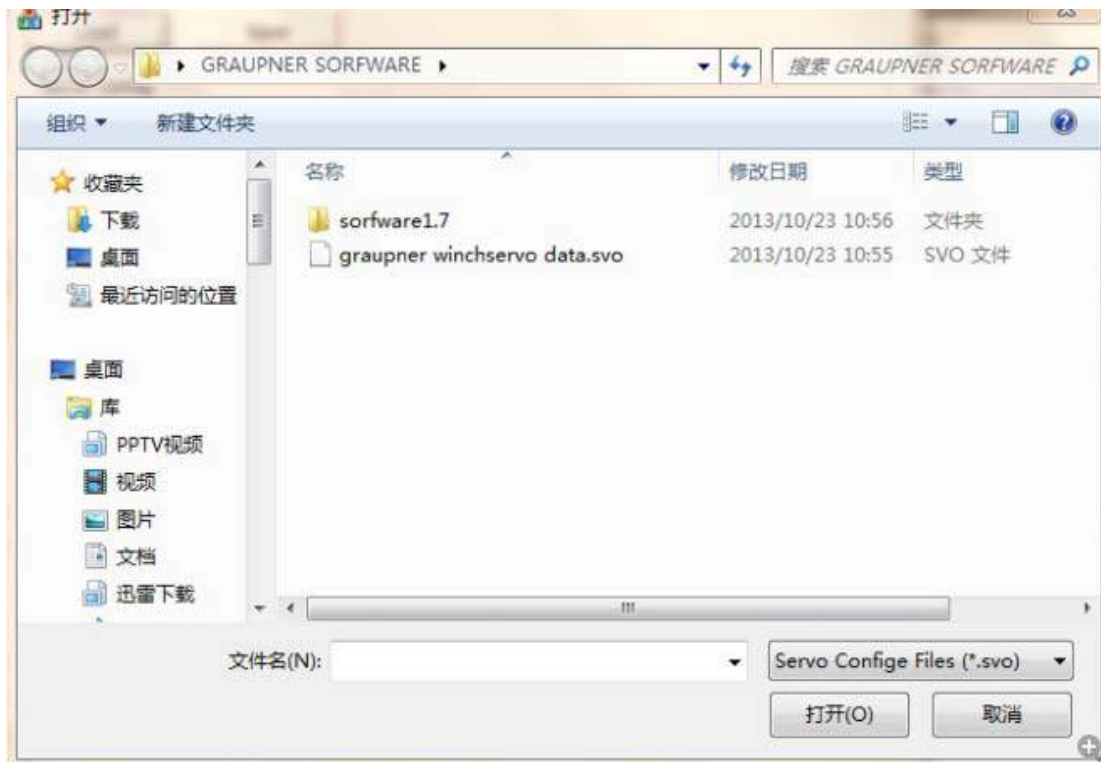 打开
GRAUPNER SORFWARE
搜索 GRAUPNER SORFWARE
组织 新建文件夹
名称 修改日期 类型
收藏夹
下载
桌面
最近访问的位置
桌面
库
PPTV视频
视频
图片
文档
迅雷下载
sorfware1.7 2013/10/23 10:56 文件夹
graupner winchservo data.svo 2013/10/23 10:55 SVO 文件
文件名(N):
Servo Confige Files (*.svo)
打开(O) 取消